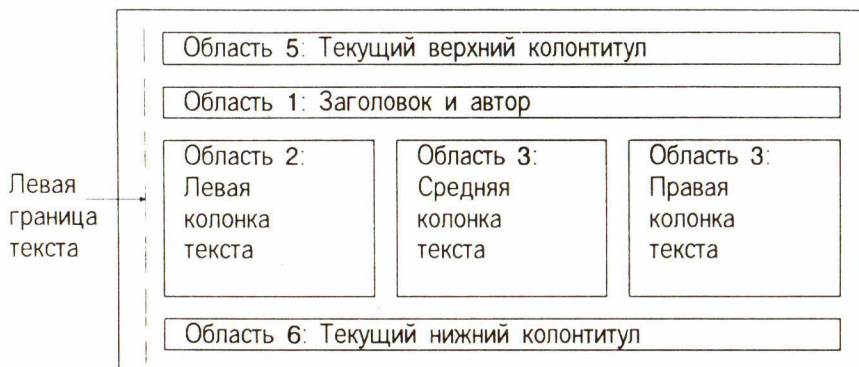 Область 5: Текущий верхний колонтитул
Область 1: Заголовок и автор
Левая
граница
текста
Область 2:
Левая
колонка
текста
Область 3:
Средняя
колонка
текста
Область 3:
Правая
колонка
текста
Область 6: Текущий нижний колонтитул